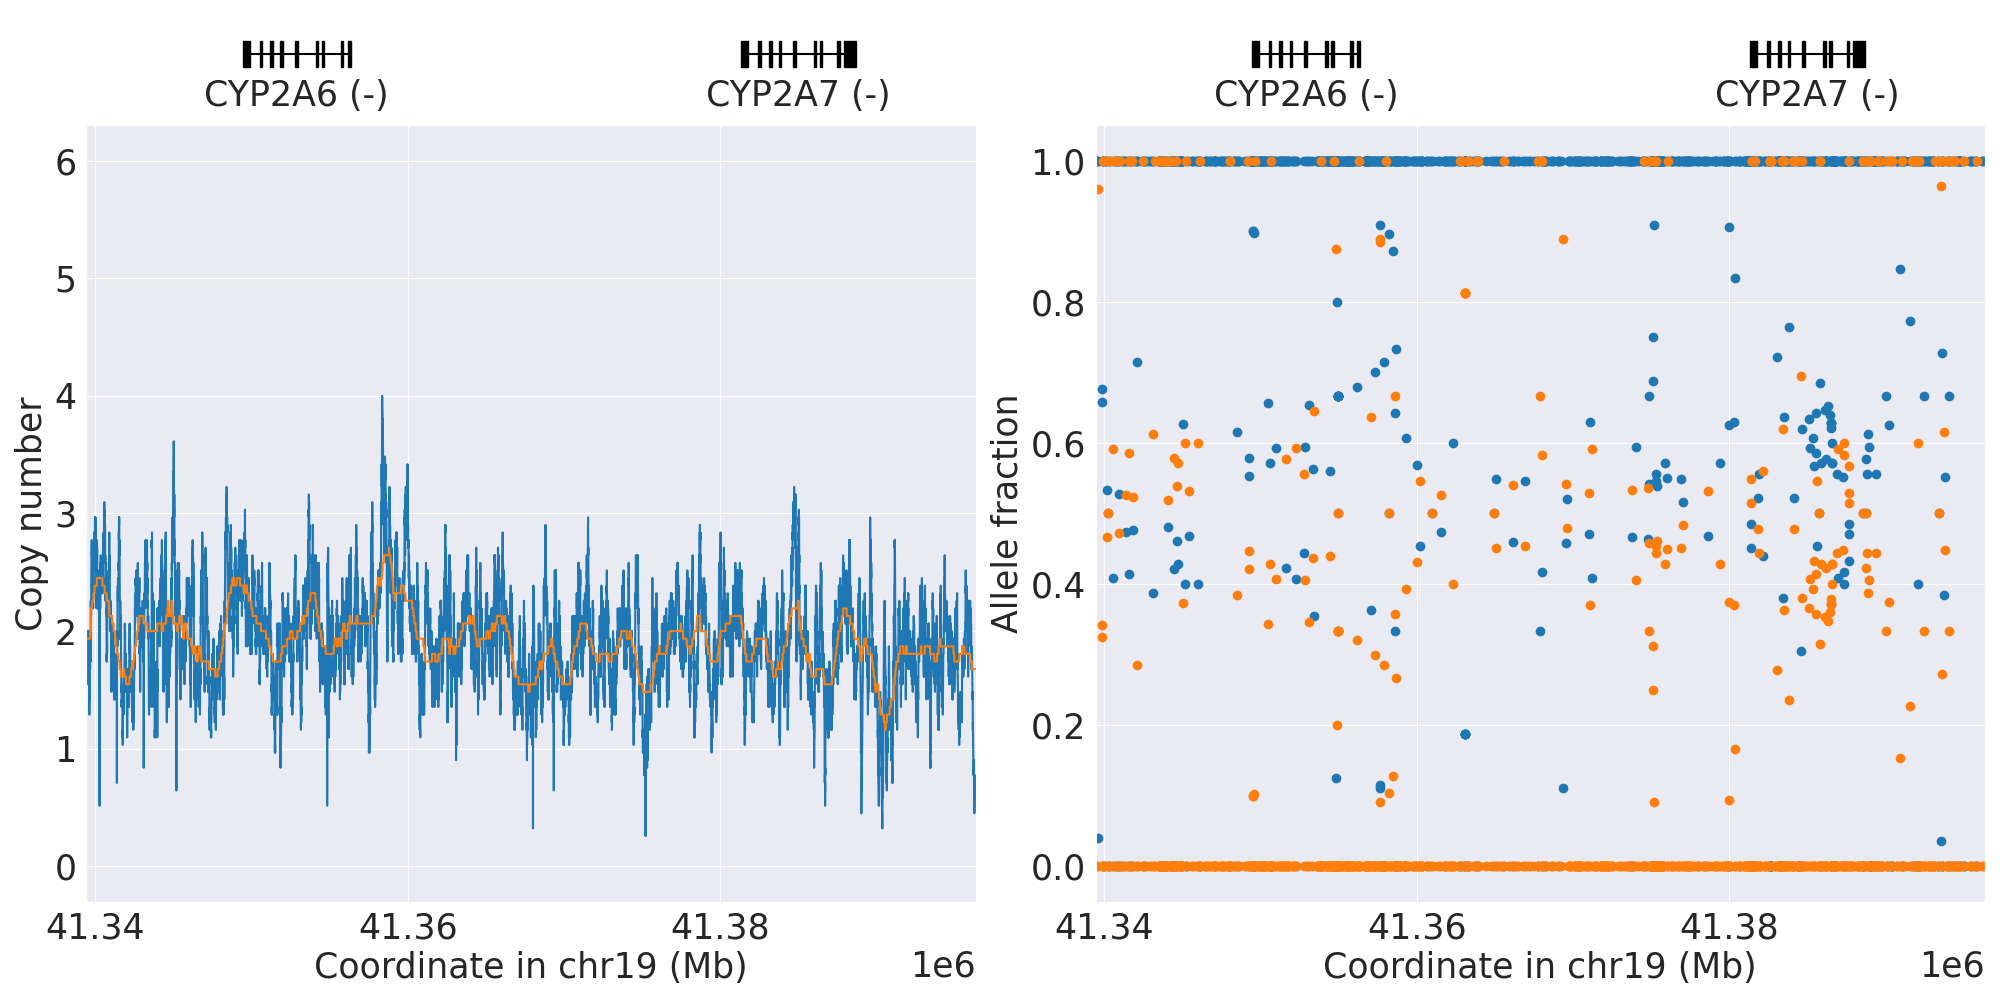 CYP2A6 (-)
CYP2A7 (-)
Copy number
6
5
4
3
2
1
0
41.34
41.36
41.38
Coordinate in chr19 (Mb)
1e6
CYP2A6 (-)
CYP2A7 (-)
Allele fraction
1.0
0.8
0.6
0.4
0.2
0.0
41.34
41.36
41.38
Coordinate in chr19 (Mb)
1e6